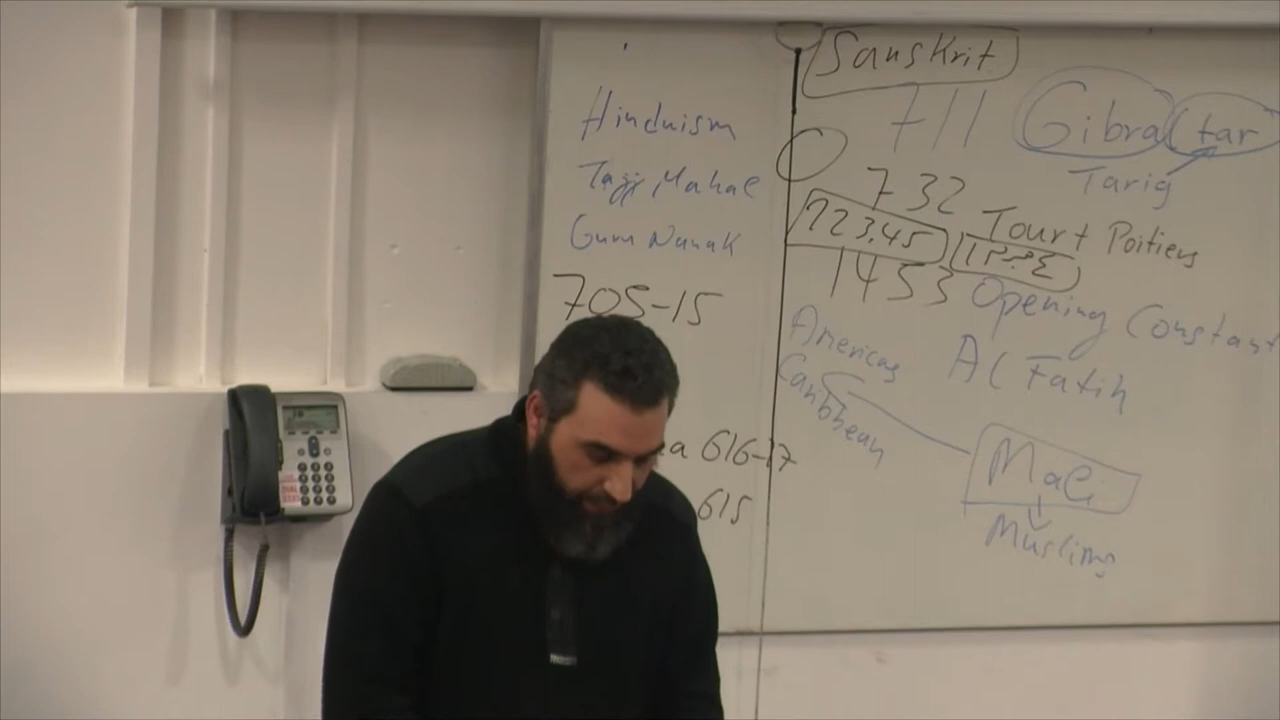 Hinduism
Tajj Mahal
Guru Nanak
705-15
a 616-17
615
Sanskrit
711 Gibraltar
Tariq
732 Tour + Poitiers
123,45
1453 Opening Constant
Al Fatih
Americas
Caribbean
Mali
Muslims